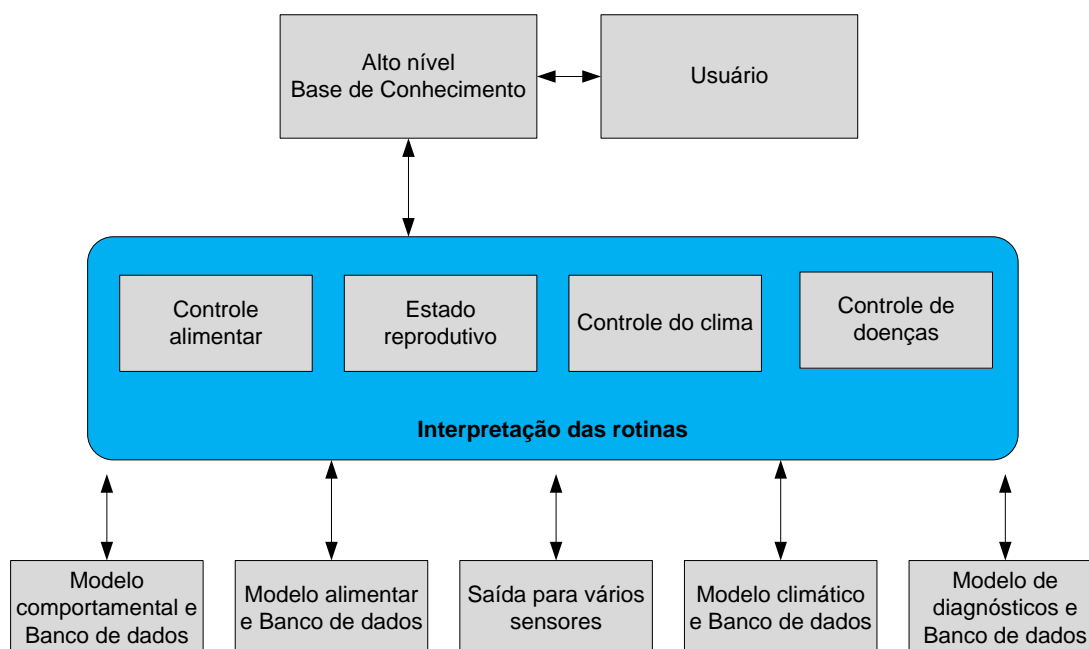 Alto nível
Base de Conhecimento
Usuário
Controle
alimentar
Estado
reprodutivo
Controle do clima
Controle de
doenças
Interpretação das rotinas
Modelo
comportamental e
Banco de dados
Modelo alimentar
e Banco de dados
Saída para vários
sensores
Modelo climático
e Banco de dados
Modelo de
diagnósticos e
Banco de dados